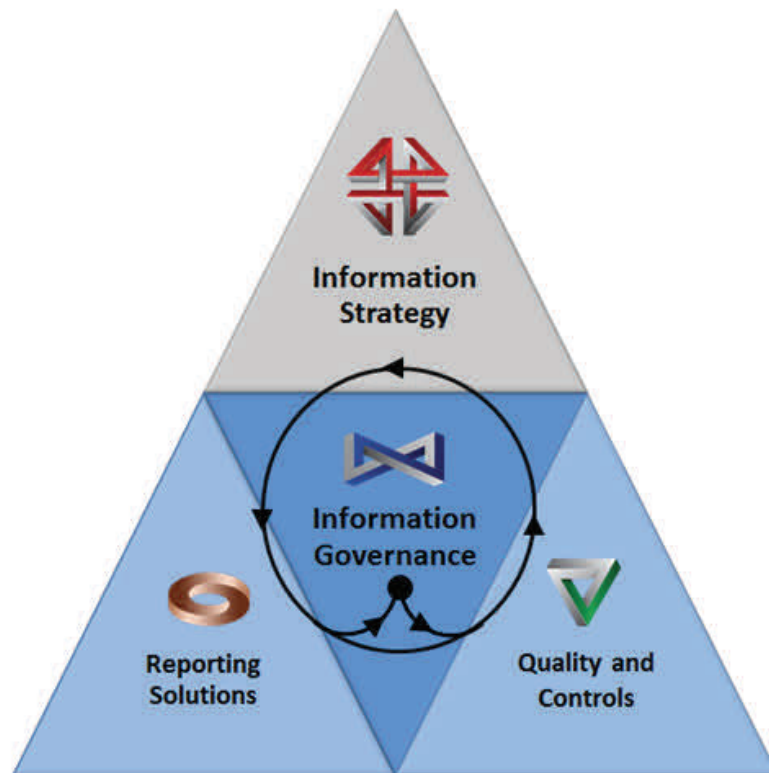 Information
Strategy
Information
Governance
Reporting
Solutions
Quality and
Controls